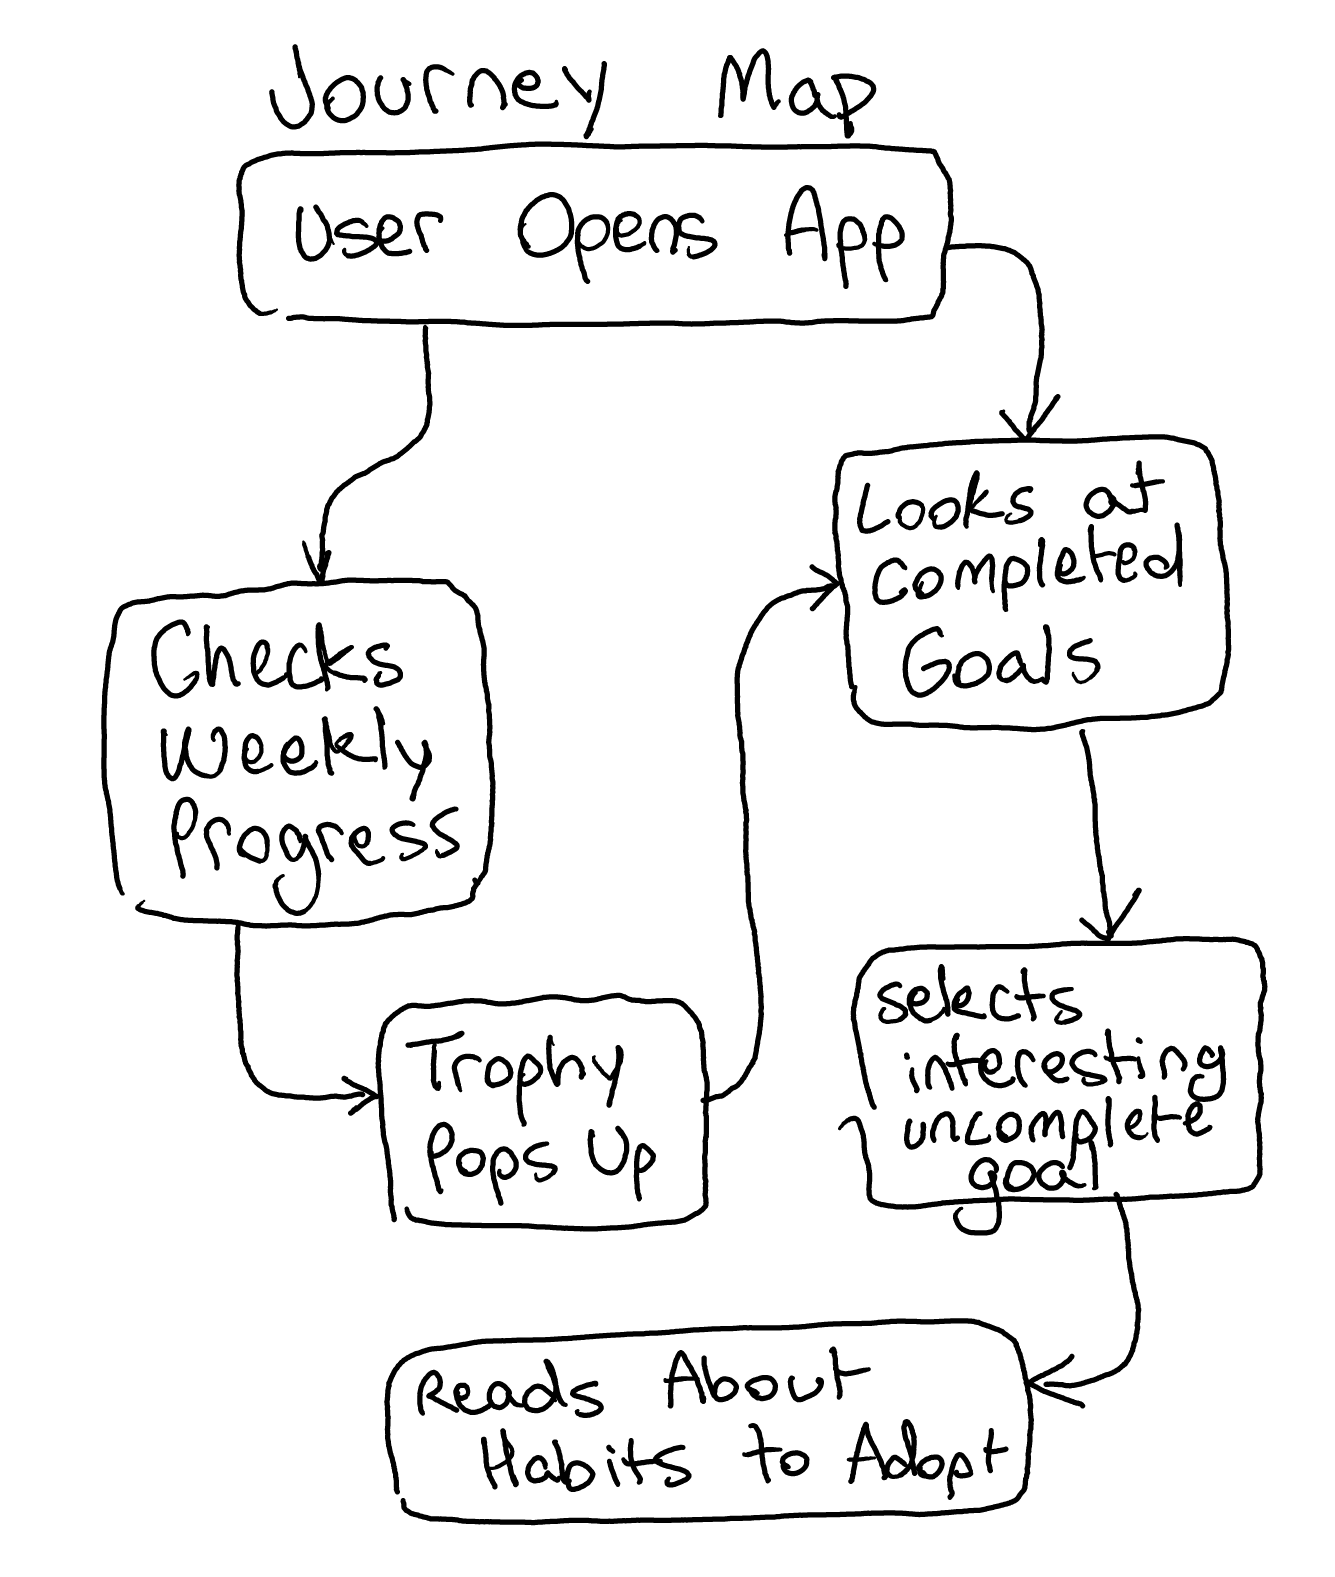 Journey Map
User Opens App
Looks at
completed
Goals
Checks
Weekly
Progress
Trophy
Pops Up
selects
interesting
uncomplete
goal
Reads About
Habits to Adopt